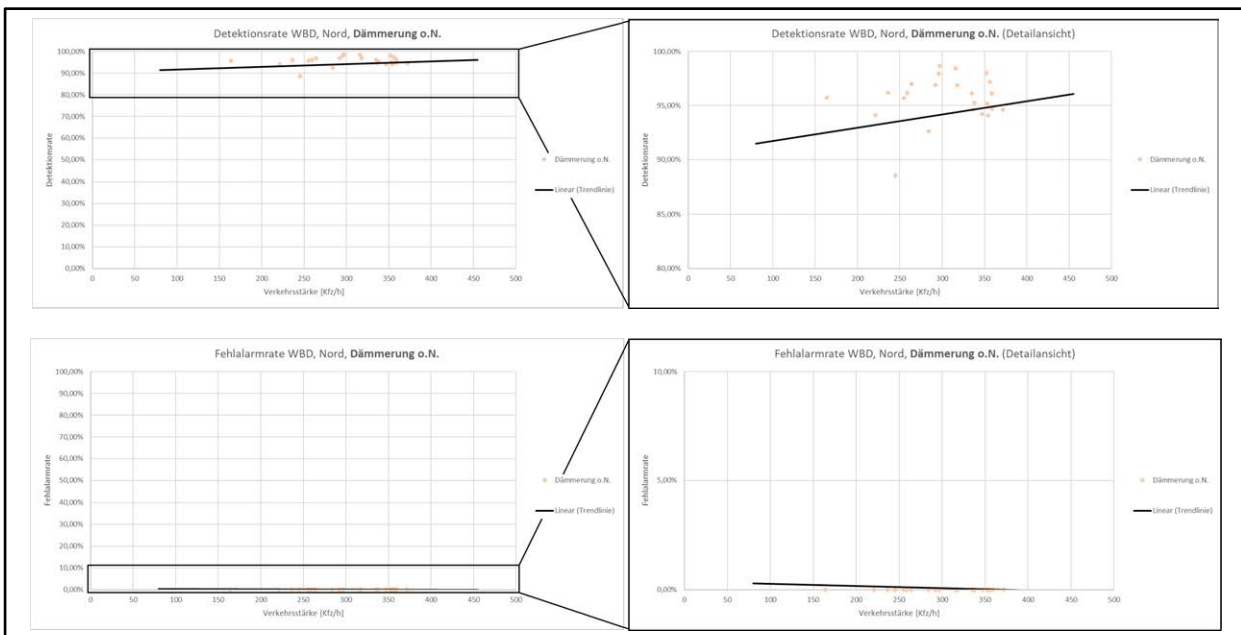 Detektionsrate WBD, Nord, Dämmerung o.N.
100,00%
90,00%
80,00%
70,00%
60,00%
50,00%
40,00%
30,00%
20,00%
10,00%
0,00%
Detektionsrate
0 50 100 150 200 250 300 350 400 450 500
Verkehrsstärke [Kfz/h]
Dämmerung o.N.
Linear (Trendlinie)
Detektionsrate WBD, Nord, Dämmerung o.N. (Detailansicht)
100,00%
95,00%
90,00%
85,00%
80,00%
Detektionsrate
0 50 100 150 200 250 300 350 400 450 500
Verkehrsstärke [Kfz/h]
Dämmerung o.N.
Linear (Trendlinie)
Fehlalarmrate WBD, Nord, Dämmerung o.N.
100,00%
90,00%
80,00%
70,00%
60,00%
50,00%
40,00%
30,00%
20,00%
10,00%
0,00%
Fehlalarmrate
0 50 100 150 200 250 300 350 400 450 500
Verkehrsstärke [Kfz/h]
Dämmerung o.N.
Linear (Trendlinie)
Fehlalarmrate WBD, Nord, Dämmerung o.N. (Detailansicht)
10,00%
5,00%
0,00%
Fehlalarmrate
0 50 100 150 200 250 300 350 400 450 500
Verkehrsstärke [Kfz/h]
Dämmerung o.N.
Linear (Trendlinie)